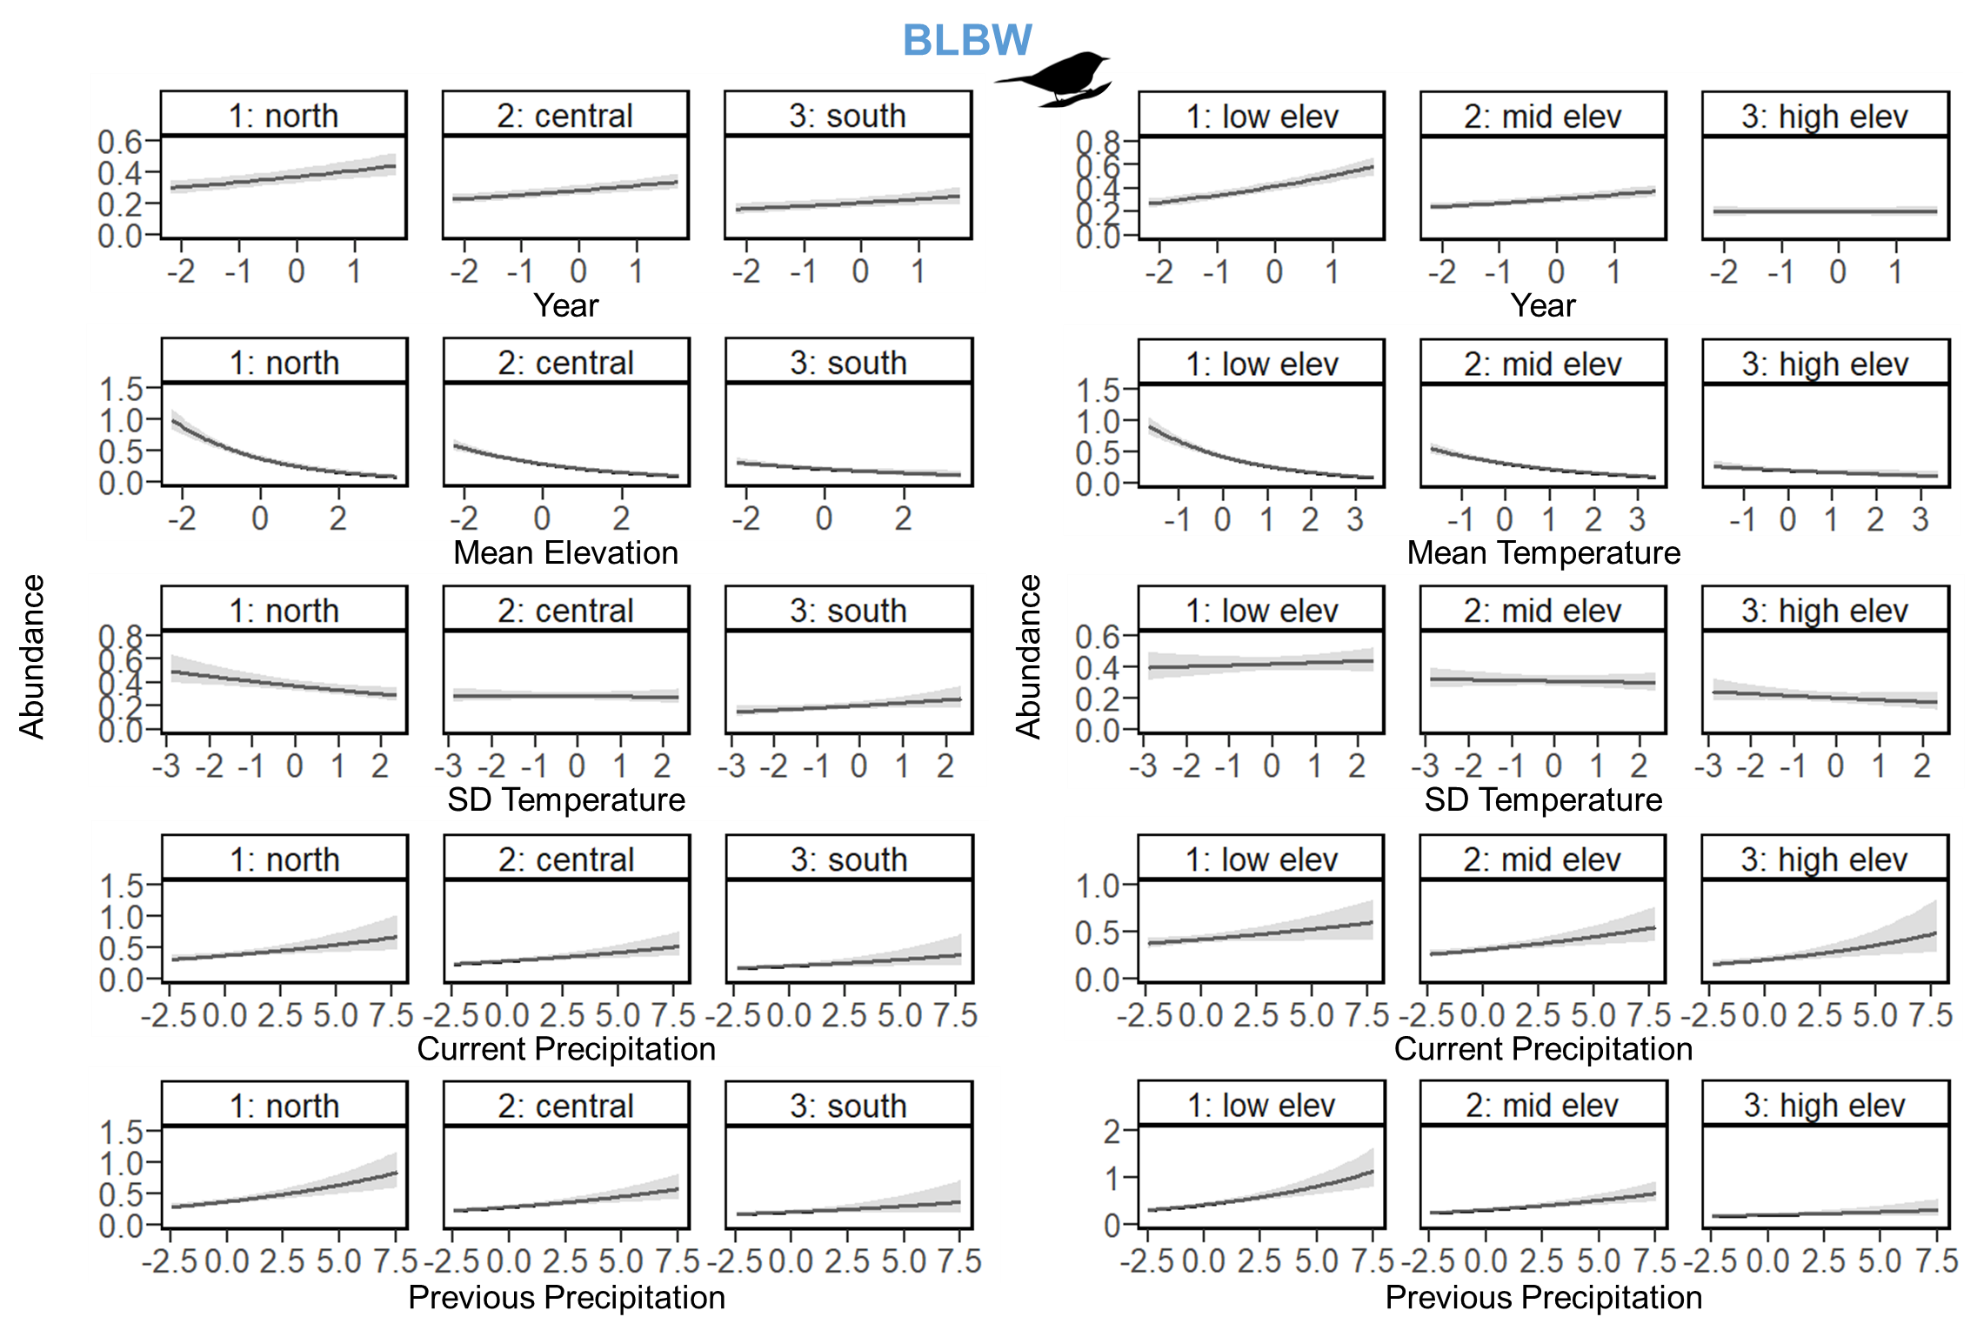 BLBW
1: north 2: central 3: south
0.6
0.4
0.2
0.0
-2 -1 0 1 -2 -1 0 1 -2 -1 0 1
Year
1: low elev 2: mid elev 3: high elev
0.8
0.6
0.4
0.2
0.0
-2 -1 0 1 -2 -1 0 1 -2 -1 0 1
Year
1: north 2: central 3: south
1.5
1.0
0.5
0.0
-2 0 2 -2 0 2 -2 0 2
Mean Elevation
1: low elev 2: mid elev 3: high elev
1.5
1.0
0.5
0.0
-1 0 1 2 3 -1 0 1 2 3 -1 0 1 2 3
Mean Temperature
Abundance
1: north 2: central 3: south
0.8
0.6
0.4
0.2
0.0
-3 -2 -1 0 1 2 -3 -2 -1 0 1 2 -3 -2 -1 0 1 2
SD Temperature
Abundance
1: low elev 2: mid elev 3: high elev
0.6
0.4
0.2
0.0
-3 -2 -1 0 1 2 -3 -2 -1 0 1 2 -3 -2 -1 0 1 2
SD Temperature
1: north 2: central 3: south
1.5
1.0
0.5
0.0
-2.5 0.0 2.5 5.0 7.5 -2.5 0.0 2.5 5.0 7.5 -2.5 0.0 2.5 5.0 7.5
Current Precipitation
1: low elev 2: mid elev 3: high elev
1.0
0.5
0.0
-2.5 0.0 2.5 5.0 7.5 -2.5 0.0 2.5 5.0 7.5 -2.5 0.0 2.5 5.0 7.5
Current Precipitation
1: north 2: central 3: south
1.5
1.0
0.5
0.0
-2.5 0.0 2.5 5.0 7.5 -2.5 0.0 2.5 5.0 7.5 -2.5 0.0 2.5 5.0 7.5
Previous Precipitation
1: low elev 2: mid elev 3: high elev
2
1
0
-2.5 0.0 2.5 5.0 7.5 -2.5 0.0 2.5 5.0 7.5 -2.5 0.0 2.5 5.0 7.5
Previous Precipitation